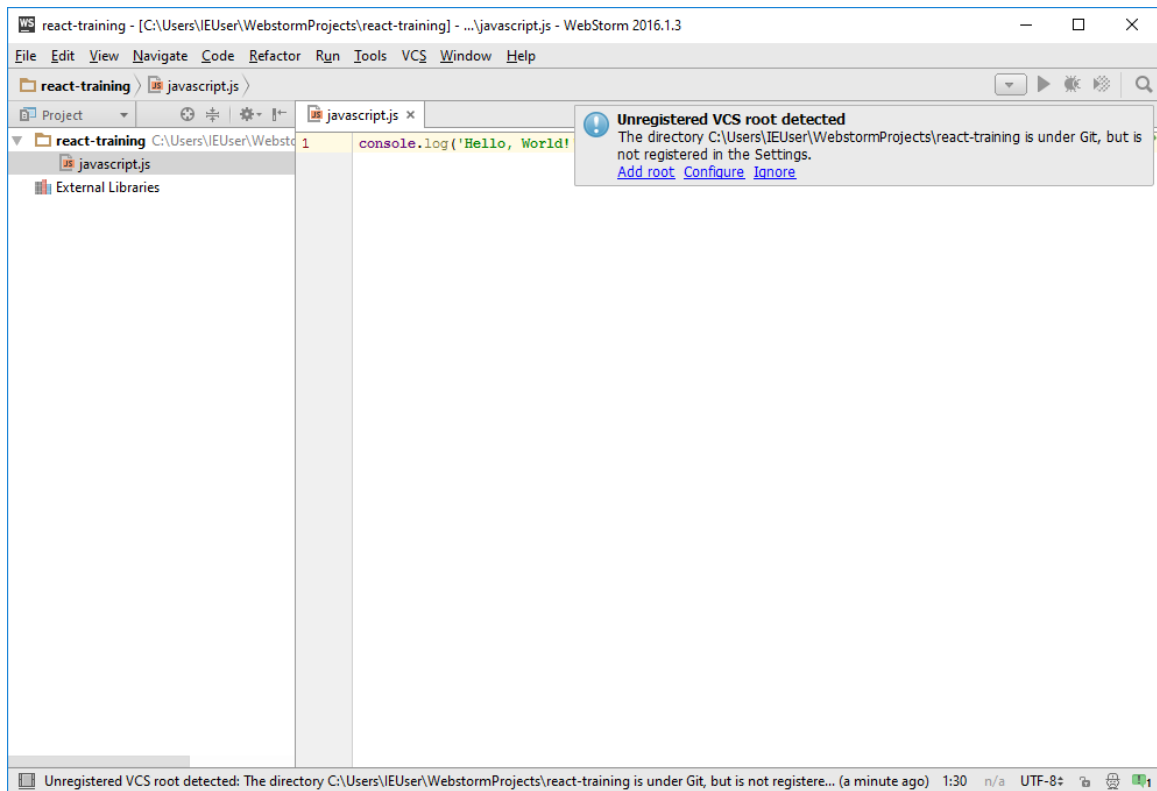 WS react-training - [C:\Users\IEUser\WebstormProjects\react-training] - ...\javascript.js - WebStorm 2016.1.3
File Edit View Navigate Code Refactor Run Tools VCS Window Help
react-training JS javascript.js
Project
JS javascript.js ×
react-training C:\Users\IEUser\Websto
JS javascript.js
External Libraries
1 console.log('Hello, World!
Unregistered VCS root detected
The directory C:\Users\IEUser\WebstormProjects\react-training is under Git, but is
not registered in the Settings.
Add root Configure Ignore
Unregistered VCS root detected: The directory C:\Users\IEUser\WebstormProjects\react-training is under Git, but is not registere... (a minute ago) 1:30 n/a UTF-8 1